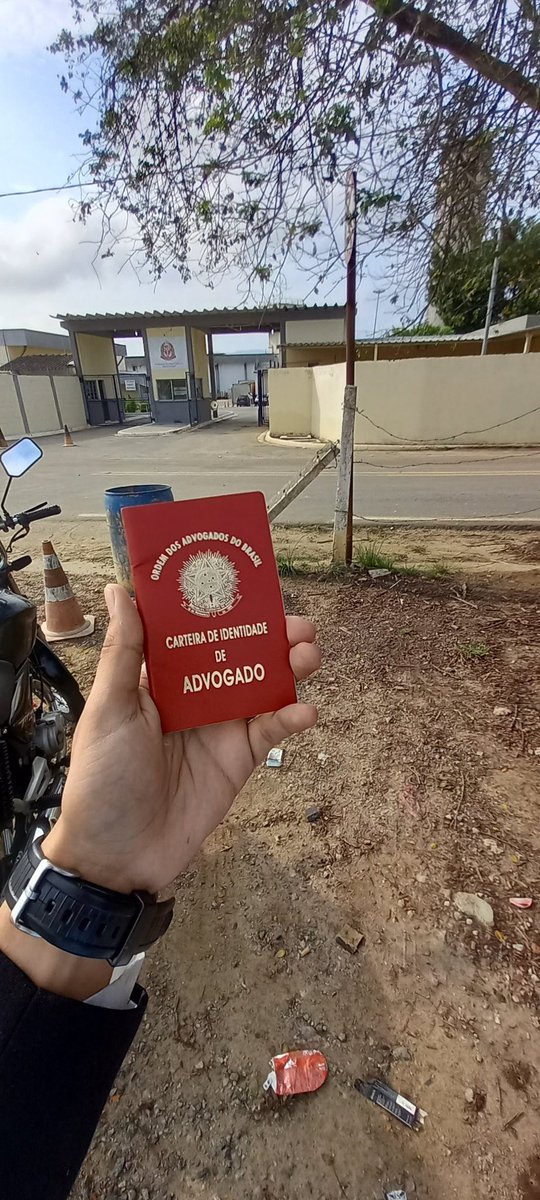 ORDEM DOS ADVOGADOS DO BRASIL
CARTEIRA DE IDENTIDADE
DE
ADVOGADO